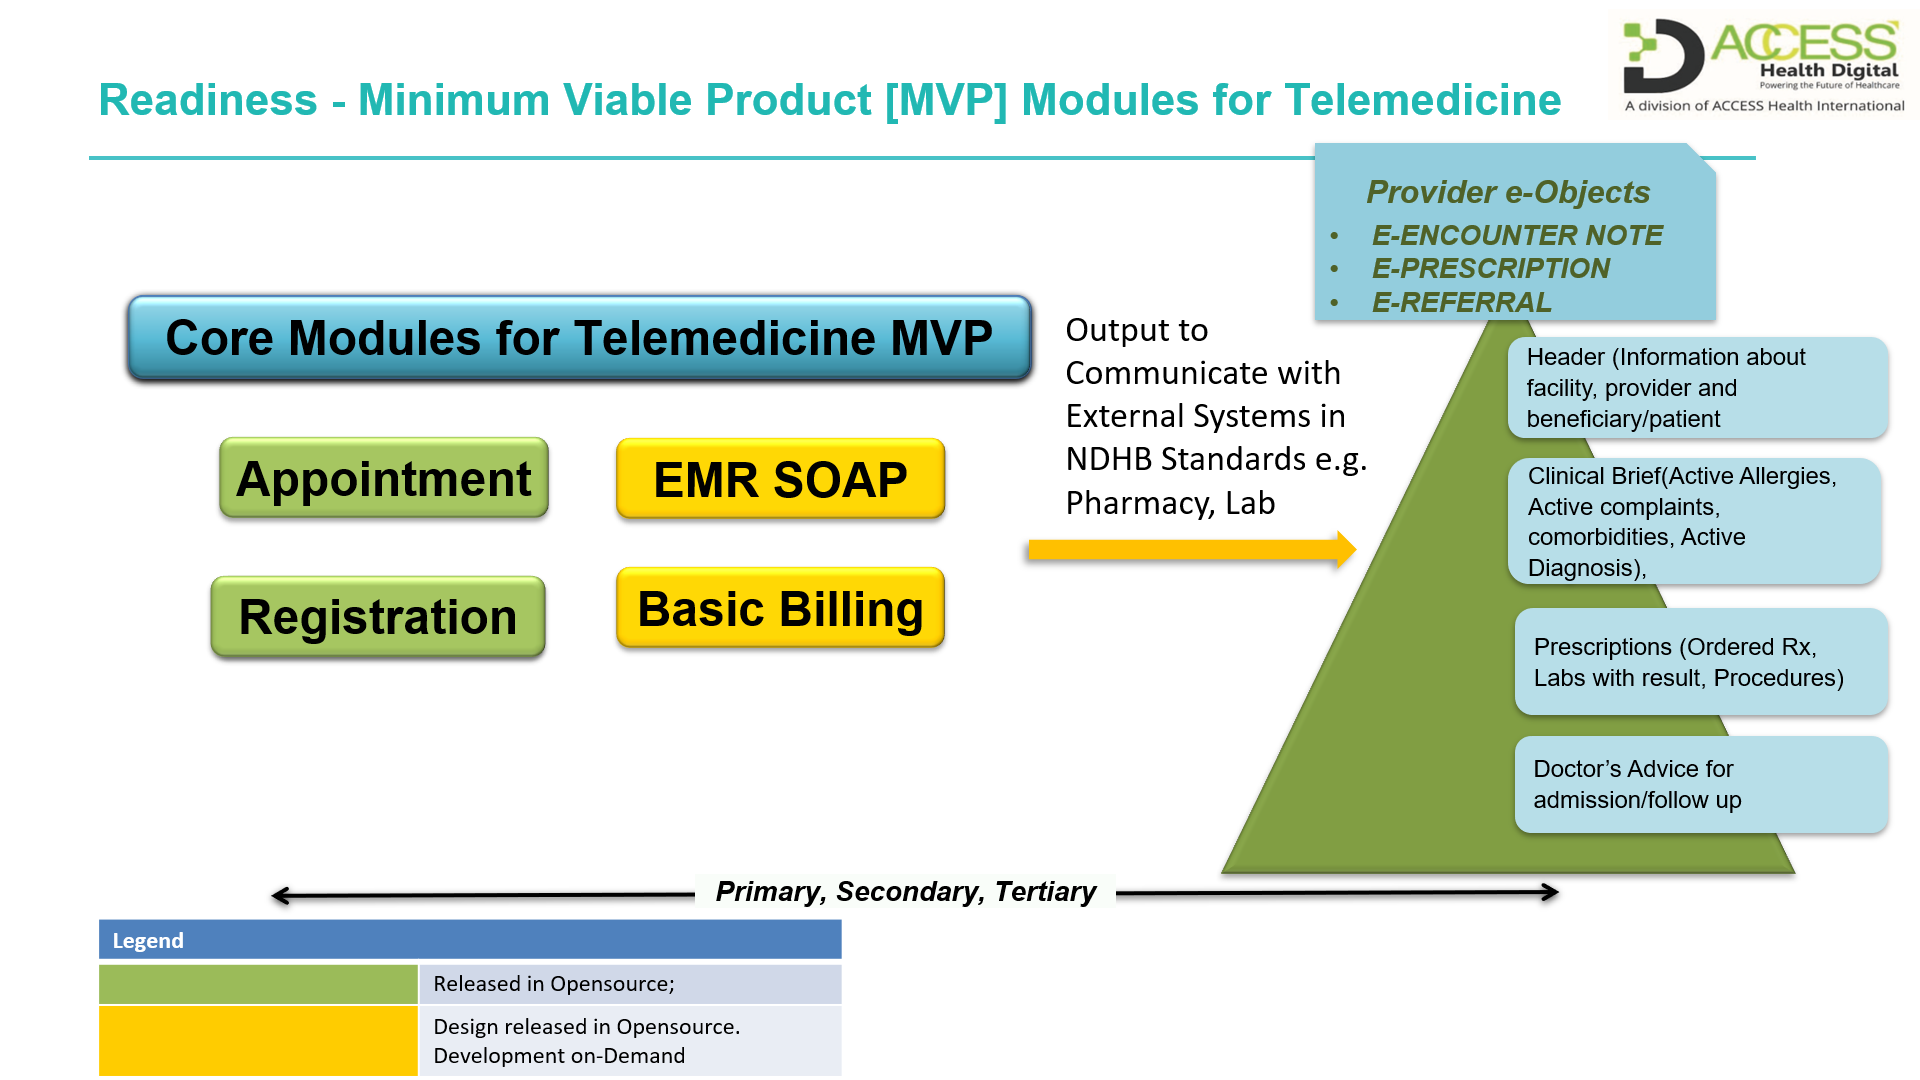 Readiness - Minimum Viable Product [MVP] Modules for Telemedicine
ACCESS
Health Digital
Powering the Future of Healthcare
A division of ACCESS Health International
Provider e-Objects
• E-ENCOUNTER NOTE
• E-PRESCRIPTION
• E-REFERRAL
Core Modules for Telemedicine MVP
Appointment
EMR SOAP
Registration
Basic Billing
Output to
Communicate with
External Systems in
NDHB Standards e.g.
Pharmacy, Lab
Header (Information about
facility, provider and
beneficiary/patient
Clinical Brief(Active Allergies,
Active complaints,
comorbidities, Active
Diagnosis),
Prescriptions (Ordered Rx,
Labs with result, Procedures)
Doctor’s Advice for
admission/follow up
Primary, Secondary, Tertiary
Legend
Released in Opensource;
Design released in Opensource.
Development on-Demand